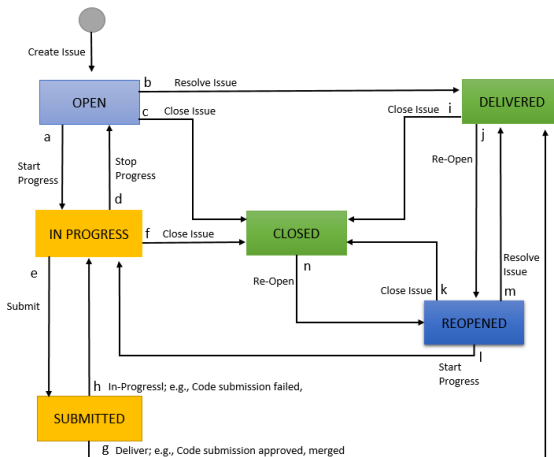 Create Issue
b
Resolve Issue
OPEN
DELIVERED
c
Close Issue
Close Issue
i
a
j
Start
Progress
Stop
Progress
Re-Open
d
IN PROGRESS
f
Close Issue
CLOSED
e
n
Re-Open
Resolve
Issue
Submit
Close Issue
k
m
REOPENED
l
Start
Progress
h
In-Progressl; e.g., Code submission failed,
SUBMITTED
g
Deliver; e.g., Code submission approved, merged